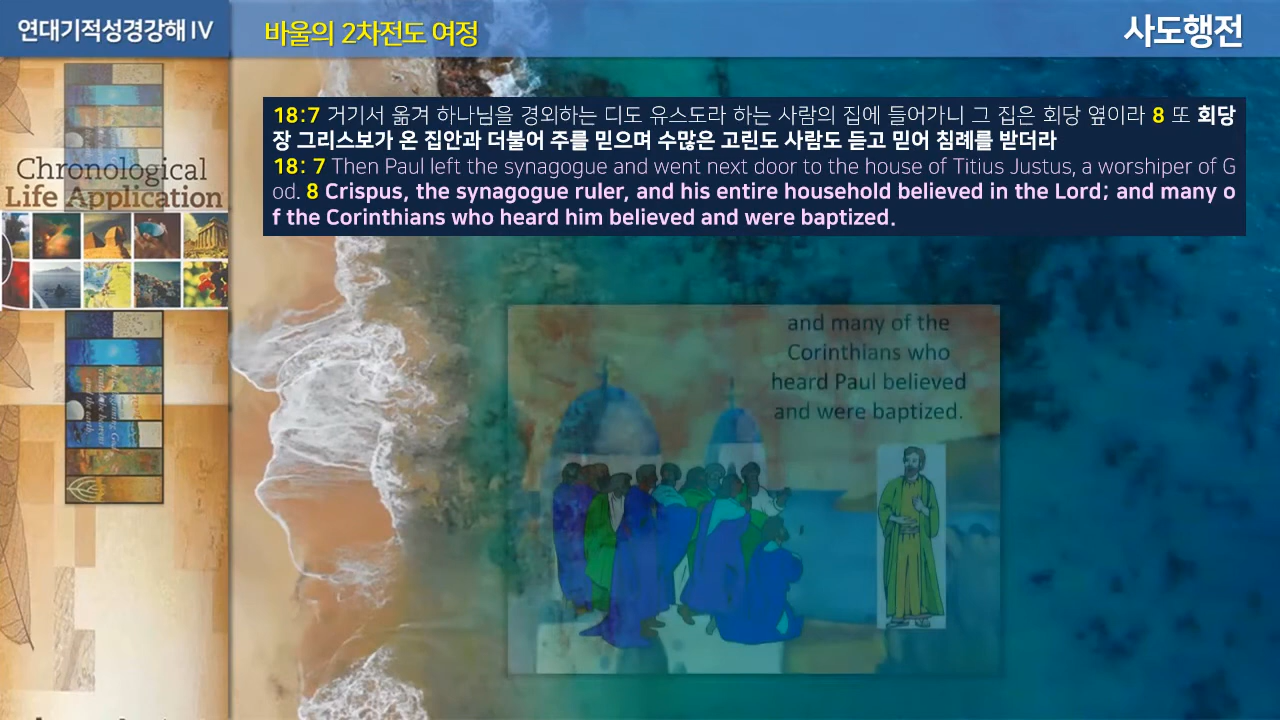 연대기적성경강해 IV
바울의 2차전도 여정
사도행전
18:7 거기서 옮겨 하나님을 경외하는 디도 유스도라 하는 사람의 집에 들어가니 그 집은 회당 옆이라 8 또 회당
장 그리스보가 온 집안과 더불어 주를 믿으며 수많은 고린도 사람도 듣고 믿어 침례를 받더라
18: 7 Then Paul left the synagogue and went next door to the house of Titius Justus, a worshiper of G
od. 8 Crispus, the synagogue ruler, and his entire household believed in the Lord; and many o
f the Corinthians who heard him believed and were baptized.
Chronological
Life Application
and many of the
Corinthians who
heard Paul believed
and were baptized.